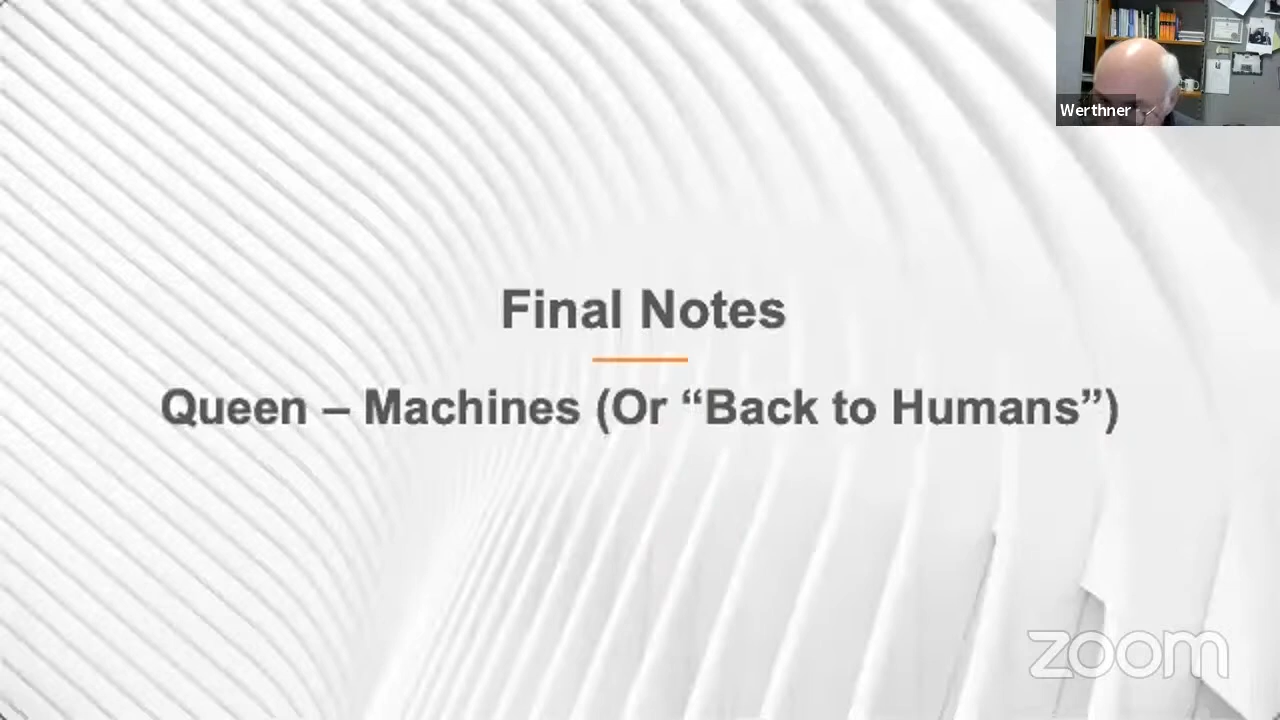 Werthner
Final Notes
Queen – Machines (Or “Back to Humans”)
zoom